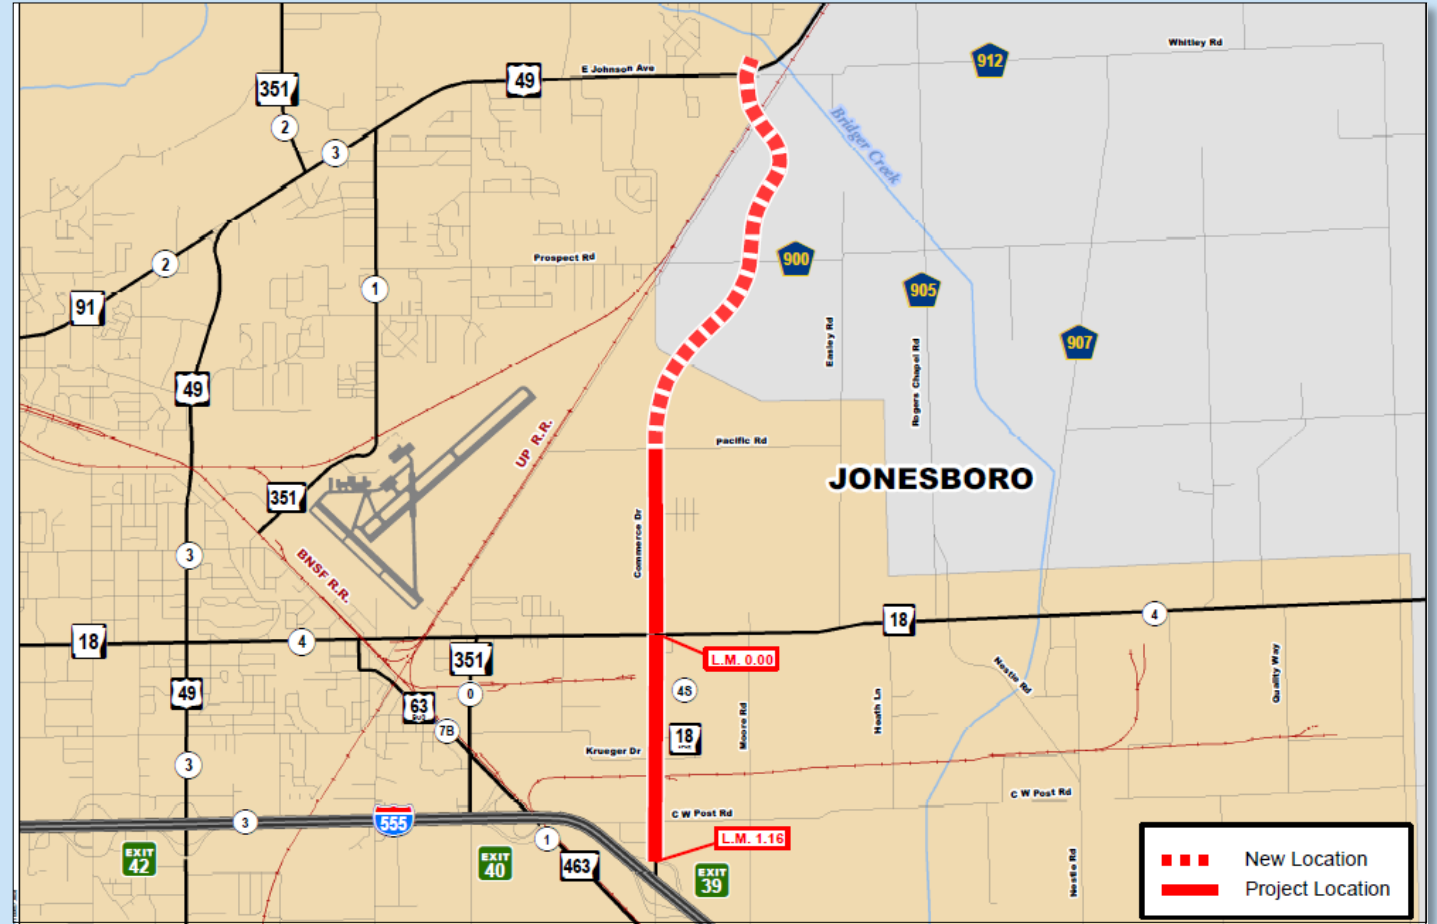 Whitley Rd
912
E Johnson Ave
49
351
2
3
Bridger Creek
2
Prospect Rd
900
1
905
91
Easley Rd
Rogers Chapel Rd
907
49
UP R.R.
pacific Rd
JONESBORO
351
Commerce Dr
3
BNSF R.R.
18
4
18
4
351
L.M. 0.00
49
0
4S
Nestle Rd
Quality Way
63
BUS
7B
Heath Ln
Moore Rd
18
Krueger Dr
3
C W Post Rd
C W Post Rd
3
555
1
L.M. 1.16
EXIT
42
EXIT
40
463
EXIT
39
Nestle Rd
New Location
Project Location